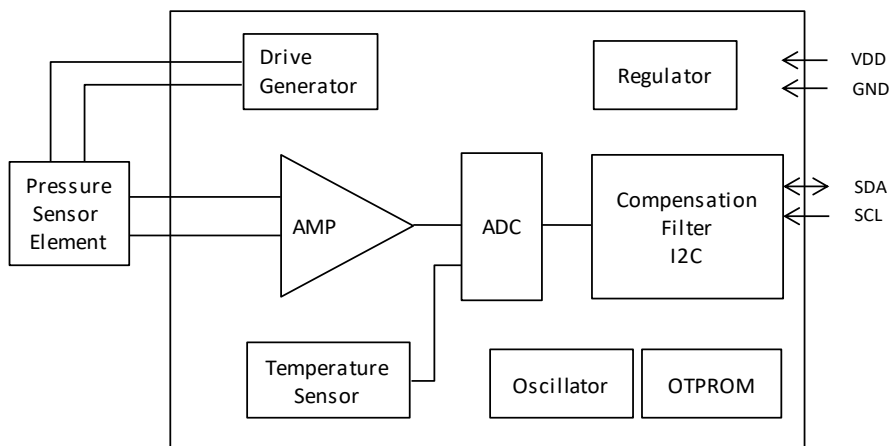 Drive
Generator
Regulator
VDD
GND
Pressure
Sensor
Element
AMP
ADC
Compensation
Filter
I2C
SDA
SCL
Temperature
Sensor
Oscillator
OTPROM